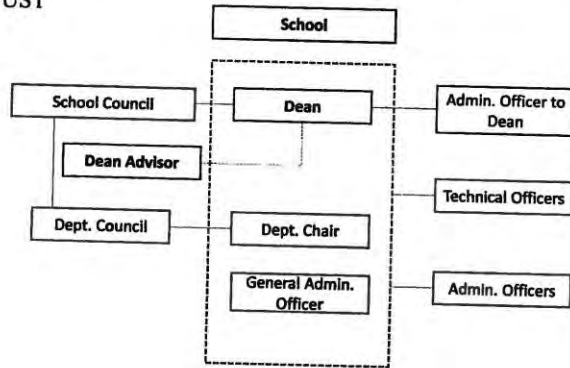 UST
School
School Council
Dean
Admin. Officer to
Dean
Dean Advisor
Technical Officers
Dept. Council
Dept. Chair
General Admin.
Officer
Admin. Officers